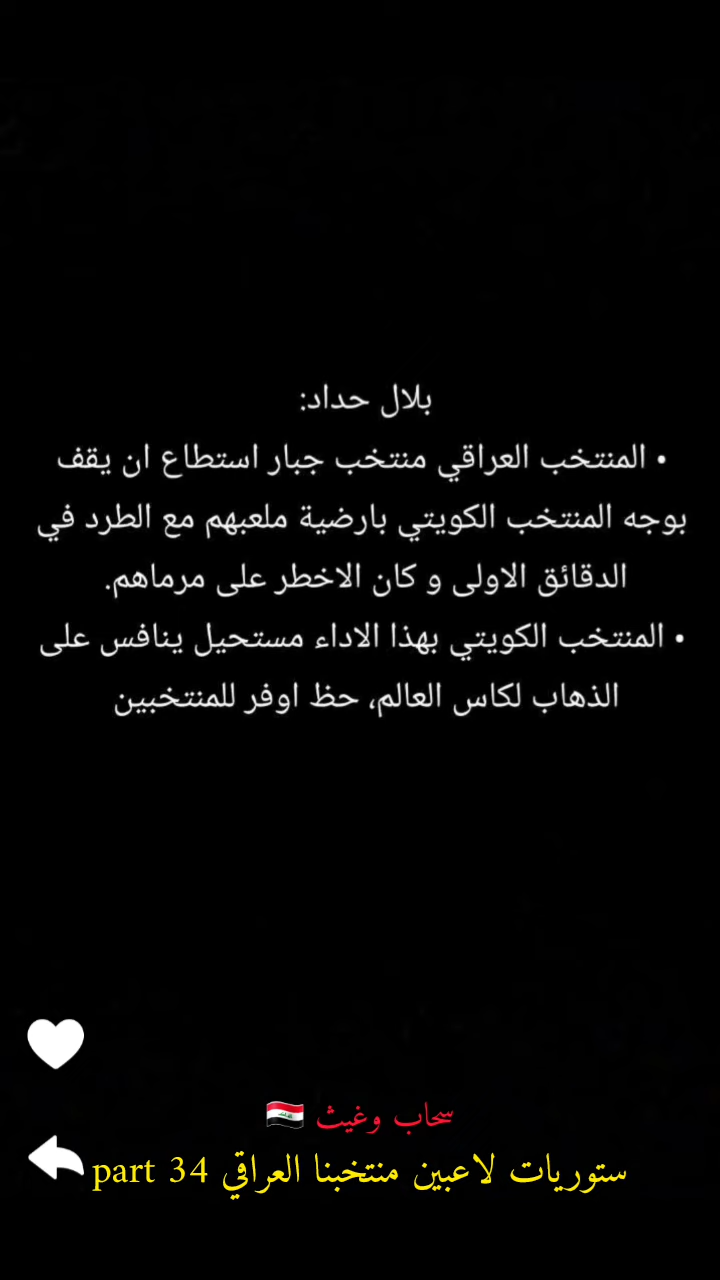 بلال حداد:
• المنتخب العراقي منتخب جبار استطاع ان يقف
بوجه المنتخب الكويتي بارضية ملعبهم مع الطرد في
الدقائق الاولى و كان الاخطر على مرماهم.
• المنتخب الكويتي بهذا الاداء مستحيل ينافس على
الذهاب لكاس العالم، حظ اوفر للمنتخبين
سحاب وغيث 🇮🇶
ستوريات لاعبين منتخبنا العراقي part 34